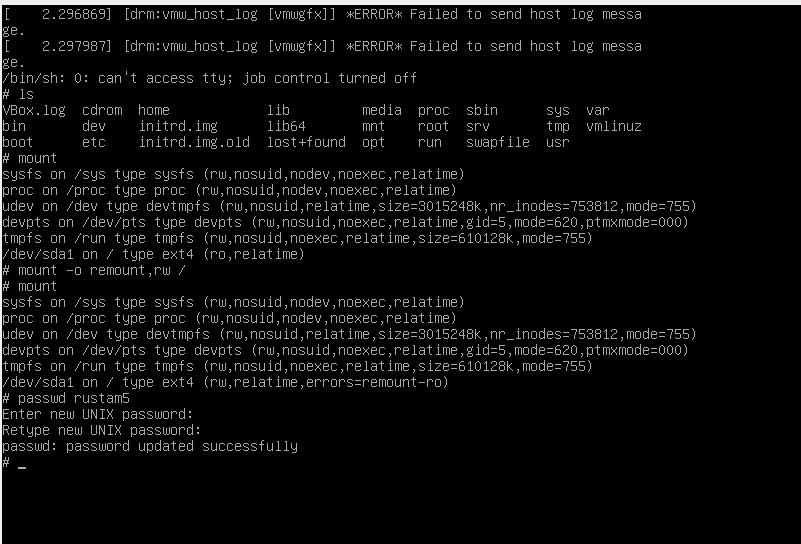 [    2.296869] [drm:vmw_host_log [vmwgfx]] *ERROR* Failed to send host log messa
ge.
[    2.297987] [drm:vmw_host_log [vmwgfx]] *ERROR* Failed to send host log messa
ge.
/bin/sh: 0: can't access tty; job control turned off
# ls
VBox.log  cdrom  home            lib         media  proc  sbin      sys  var
bin       dev    initrd.img      lib64       mnt    root  srv       tmp  vmlinuz
boot      etc    initrd.img.old  lost+found  opt    run   swapfile  usr
# mount
sysfs on /sys type sysfs (rw,nosuid,nodev,noexec,relatime)
proc on /proc type proc (rw,nosuid,nodev,noexec,relatime)
udev on /dev type devtmpfs (rw,nosuid,relatime,size=3015248k,nr_inodes=753812,mode=755)
devpts on /dev/pts type devpts (rw,nosuid,noexec,relatime,gid=5,mode=620,ptmxmode=000)
tmpfs on /run type tmpfs (rw,nosuid,noexec,relatime,size=610128k,mode=755)
/dev/sda1 on / type ext4 (ro,relatime)
# mount -o remount,rw /
# mount
sysfs on /sys type sysfs (rw,nosuid,nodev,noexec,relatime)
proc on /proc type proc (rw,nosuid,nodev,noexec,relatime)
udev on /dev type devtmpfs (rw,nosuid,relatime,size=3015248k,nr_inodes=753812,mode=755)
devpts on /dev/pts type devpts (rw,nosuid,noexec,relatime,gid=5,mode=620,ptmxmode=000)
tmpfs on /run type tmpfs (rw,nosuid,noexec,relatime,size=610128k,mode=755)
/dev/sda1 on / type ext4 (rw,relatime,errors=remount-ro)
# passwd rustam5
Enter new UNIX password:
Retype new UNIX password:
passwd: password updated successfully
# _